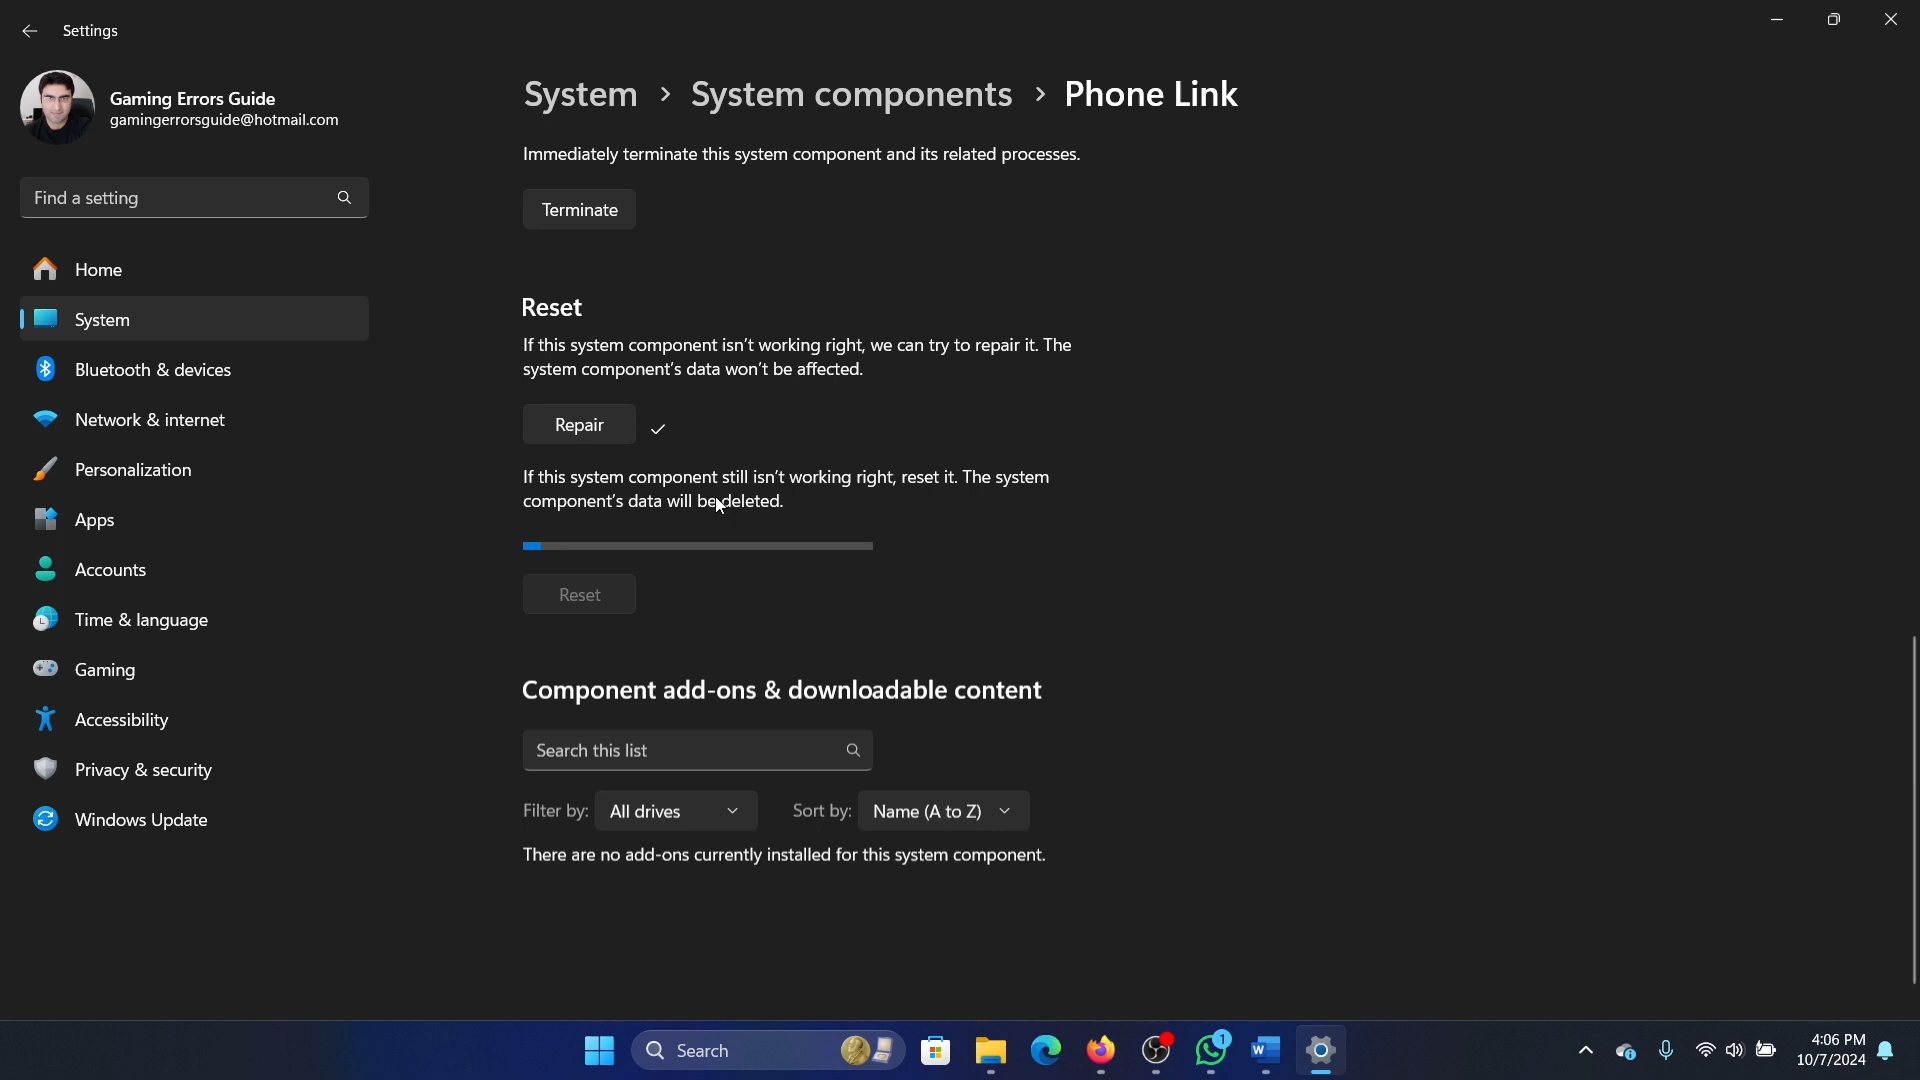 Settings
Gaming Errors Guide
gamingerrorsguide@hotmail.com
Find a setting
Home
System
Bluetooth & devices
Network & internet
Personalization
Apps
Accounts
Time & language
Gaming
Accessibility
Privacy & security
Windows Update
System > System components > Phone Link
Immediately terminate this system component and its related processes.
Terminate
Reset
If this system component isn't working right, we can try to repair it. The
system component's data won't be affected.
Repair
If this system component still isn't working right, reset it. The system
component's data will be deleted.
Reset
Component add-ons & downloadable content
Search this list
Filter by: All drives Sort by: Name (A to Z)
There are no add-ons currently installed for this system component.
Search
1
W
4:06 PM
10/7/2024